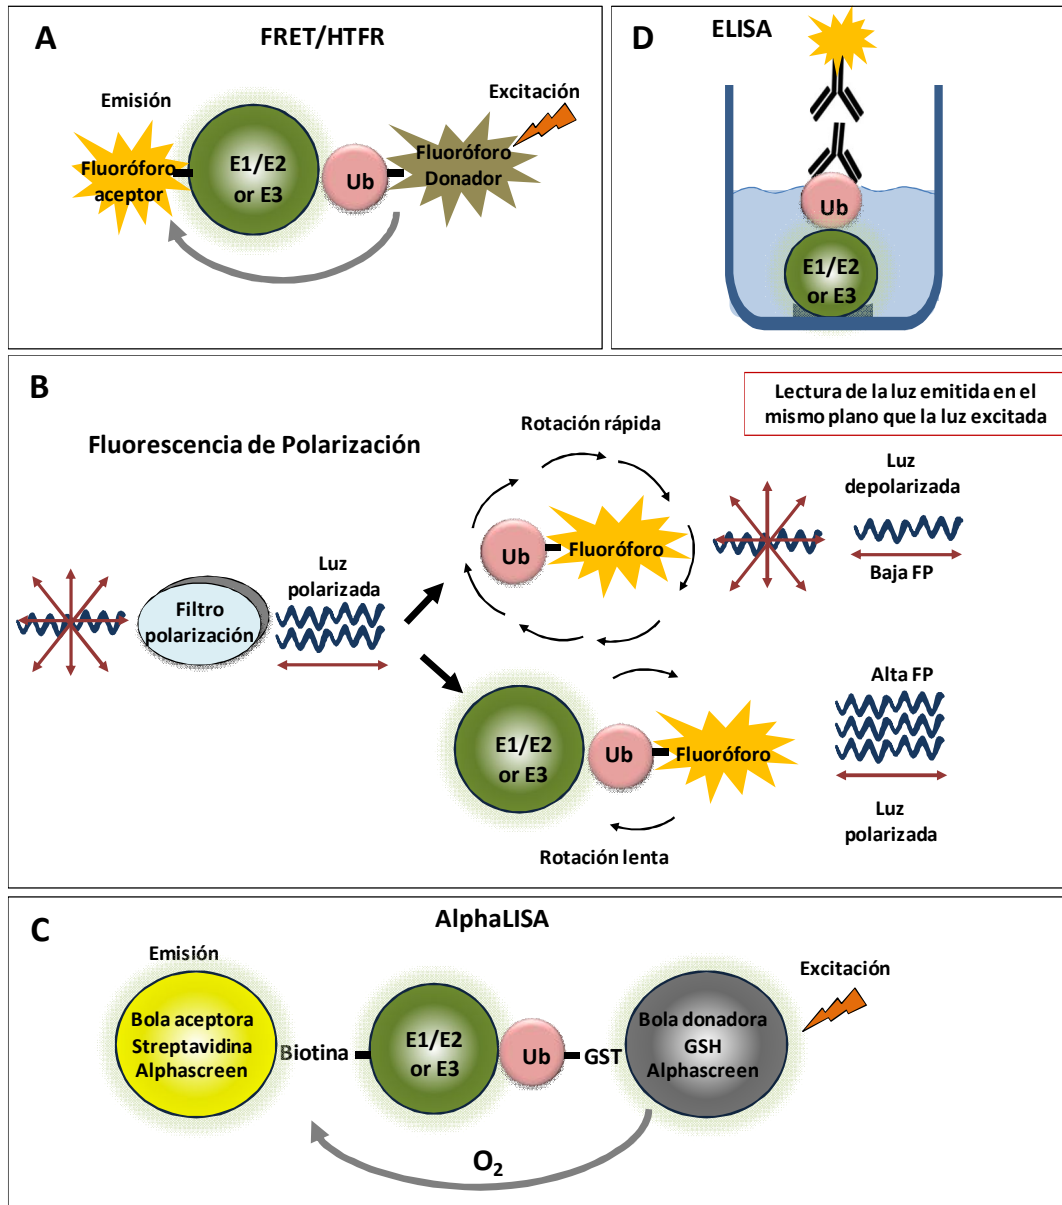 A
FRET/HTFR
Emisión
Excitación
Fluoróforo
aceptor
E1/E2
or E3
Ub
Fluoróforo
Donador
D
ELISA
Ub
E1/E2
or E3
B
Fluorescencia de Polarización
Lectura de la luz emitida en el
mismo plano que la luz excitada
Rotación rápida
Luz
depolarizada
Ub
Fluoróforo
Baja FP
Luz
polarizada
Filtro
polarización
Alta FP
E1/E2
or E3
Ub
Fluoróforo
Luz
polarizada
Rotación lenta
C
AlphaLISA
Emisión
Excitación
Bola aceptora
Streptavidina
Alphascreen
Biotina
E1/E2
or E3
Ub
GST
Bola donadora
GSH
Alphascreen
O₂